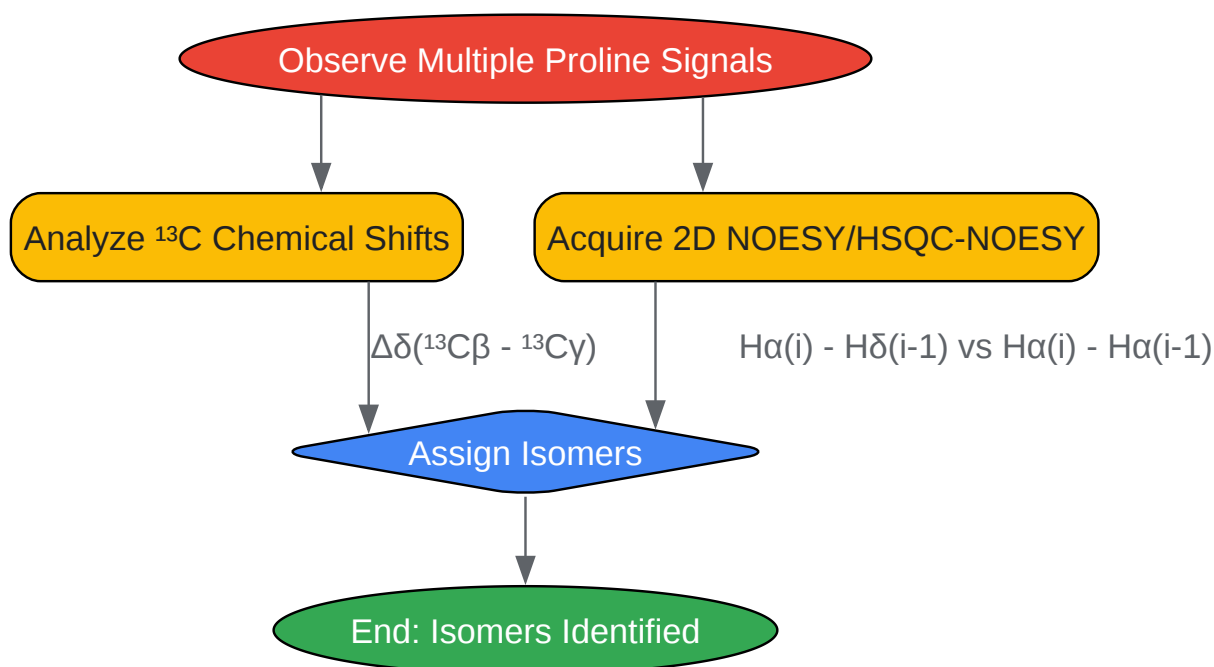 Observe Multiple Proline Signals
Analyze ¹³C Chemical Shifts
Acquire 2D NOESY/HSQC-NOESY
Δδ(¹³Cβ - ¹³Cγ)
Hα(i) - Hδ(i-1) vs Hα(i) - Hα(i-1)
Assign Isomers
End: Isomers Identified